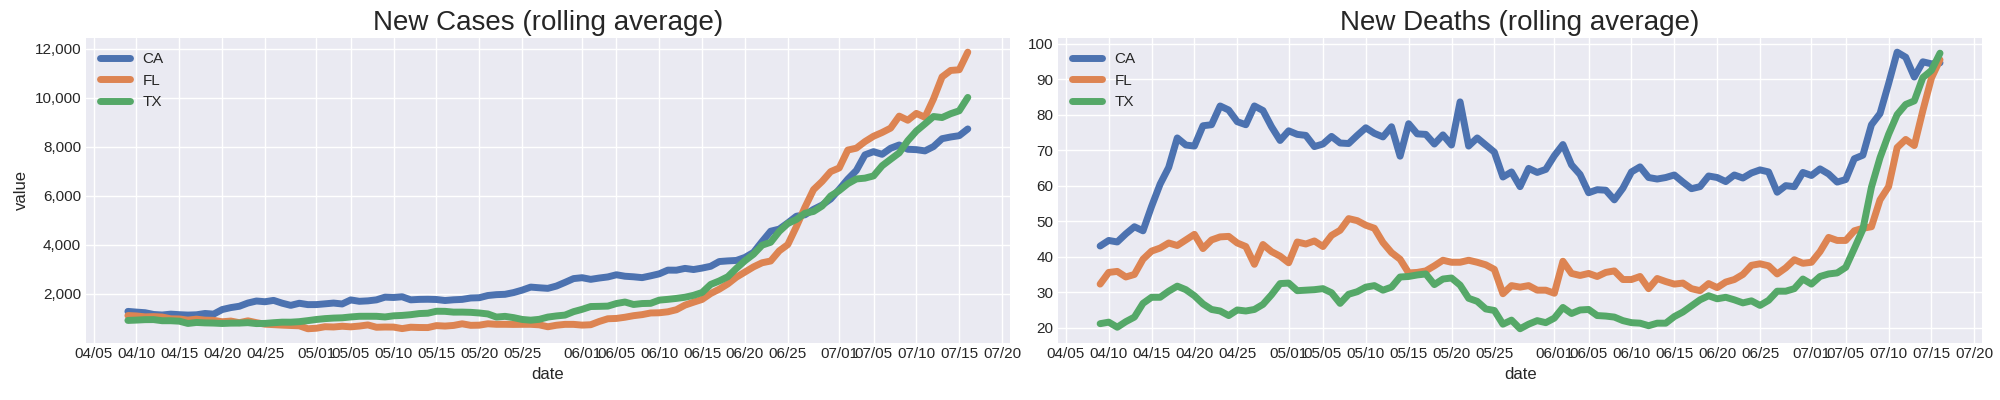 New Cases (rolling average)
12,000
10,000
8,000
6,000
4,000
2,000
value
CA
FL
TX
04/05 04/10 04/15 04/20 04/25 05/01 05/05 05/10 05/15 05/20 05/25 06/01 06/05 06/10 06/15 06/20 06/25 07/01 07/05 07/10 07/15 07/20
date
New Deaths (rolling average)
100
90
80
70
60
50
40
30
20
CA
FL
TX
04/05 04/10 04/15 04/20 04/25 05/01 05/05 05/10 05/15 05/20 05/25 06/01 06/05 06/10 06/15 06/20 06/25 07/01 07/05 07/10 07/15 07/20
date